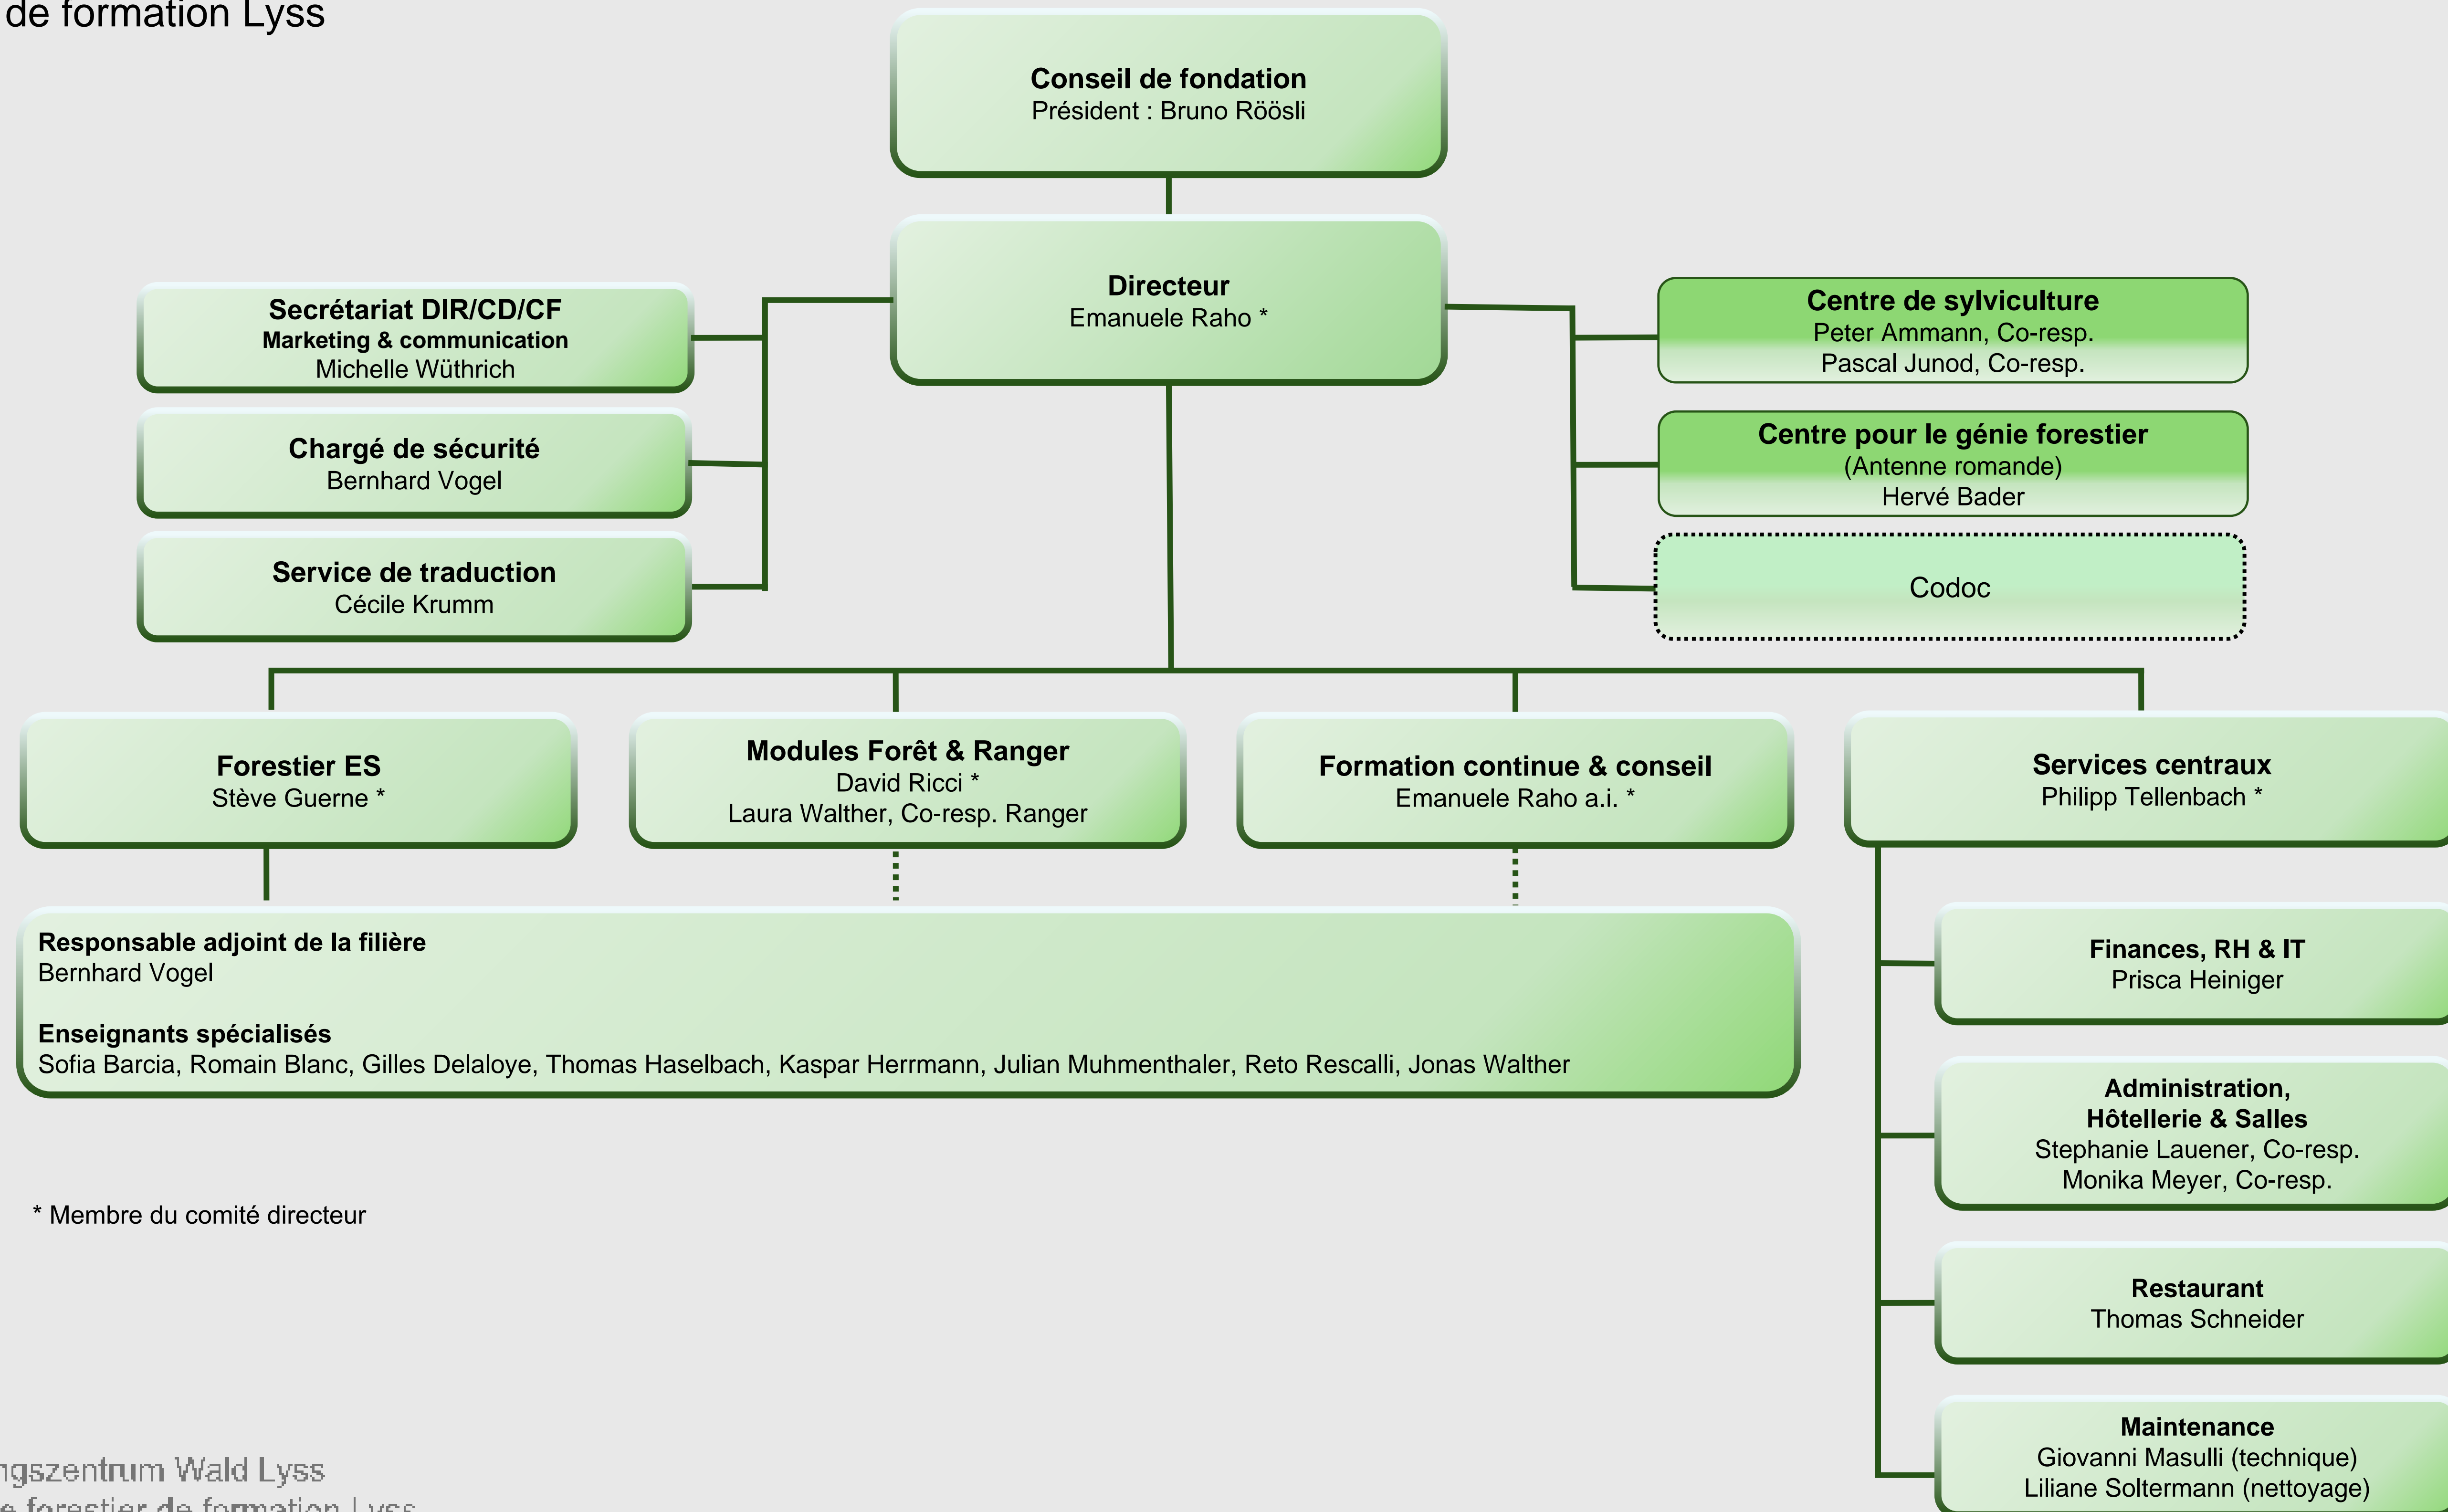 de formation Lyss
Conseil de fondation
Président : Bruno Röösli
Directeur
Emanuele Raho *
Secrétariat DIR/CD/CF
Marketing & communication
Michelle Wüthrich
Chargé de sécurité
Bernhard Vogel
Service de traduction
Cécile Krumm
Centre de sylviculture
Peter Ammann, Co-resp.
Pascal Junod, Co-resp.
Centre pour le génie forestier
(Antenne romande)
Hervé Bader
Codoc
Forestier ES
Stève Guerne *
Modules Forêt & Ranger
David Ricci *
Laura Walther, Co-resp. Ranger
Formation continue & conseil
Emanuele Raho a.i. *
Services centraux
Philipp Tellenbach *
Responsable adjoint de la filière
Bernhard Vogel
Enseignants spécialisés
Sofia Barcia, Romain Blanc, Gilles Delaloye, Thomas Haselbach, Kaspar Herrmann, Julian Muhmenthaler, Reto Rescalli, Jonas Walther
Finances, RH & IT
Prisca Heiniger
Administration,
Hôtellerie & Salles
Stephanie Lauener, Co-resp.
Monika Meyer, Co-resp.
Restaurant
Thomas Schneider
Maintenance
Giovanni Masulli (technique)
Liliane Soltermann (nettoyage)
* Membre du comité directeur
ngszentrum Wald Lyss
e forestier de formation Lyss